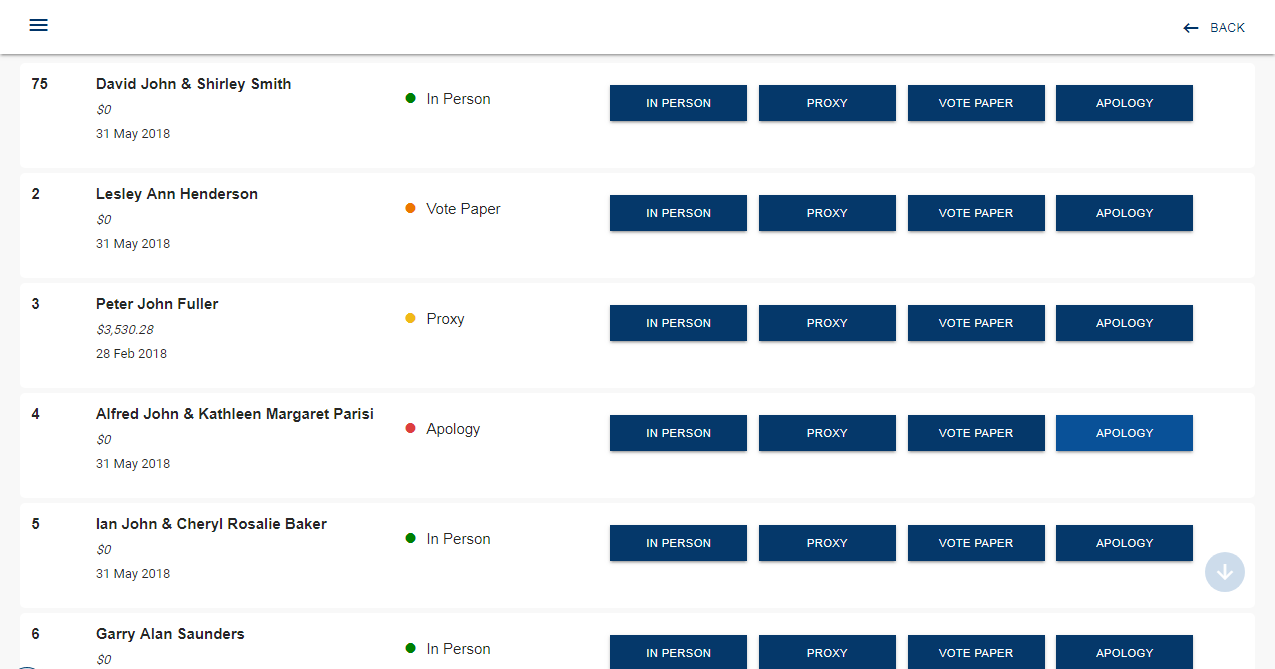 BACK
75 David John & Shirley Smith
$0
31 May 2018
In Person
IN PERSON PROXY VOTE PAPER APOLOGY
2 Lesley Ann Henderson
$0
31 May 2018
Vote Paper
IN PERSON PROXY VOTE PAPER APOLOGY
3 Peter John Fuller
$3,530.28
28 Feb 2018
Proxy
IN PERSON PROXY VOTE PAPER APOLOGY
4 Alfred John & Kathleen Margaret Parisi
$0
31 May 2018
Apology
IN PERSON PROXY VOTE PAPER APOLOGY
5 Ian John & Cheryl Rosalie Baker
$0
31 May 2018
In Person
IN PERSON PROXY VOTE PAPER APOLOGY
6 Garry Alan Saunders
$0
In Person
IN PERSON PROXY VOTE PAPER APOLOGY